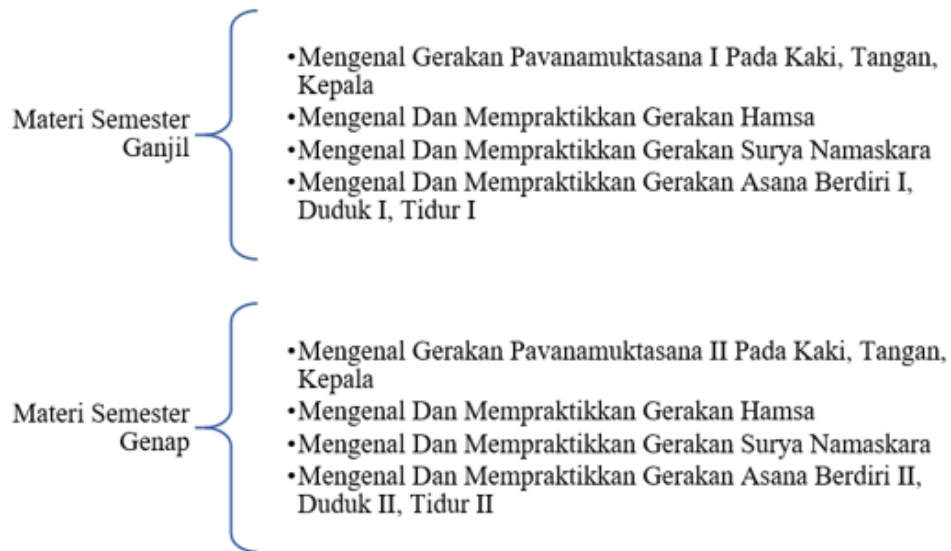 Materi Semester
Ganjil
•Mengenal Gerakan Pavanamuktasana I Pada Kaki, Tangan,
Kepala
•Mengenal Dan Mempraktikkan Gerakan Hamsa
•Mengenal Dan Mempraktikkan Gerakan Surya Namaskara
•Mengenal Dan Mempraktikkan Gerakan Asana Berdiri I,
Duduk I, Tidur I
Materi Semester
Genap
•Mengenal Gerakan Pavanamuktasana II Pada Kaki, Tangan,
Kepala
•Mengenal Dan Mempraktikkan Gerakan Hamsa
•Mengenal Dan Mempraktikkan Gerakan Surya Namaskara
•Mengenal Dan Mempraktikkan Gerakan Asana Berdiri II,
Duduk II, Tidur II